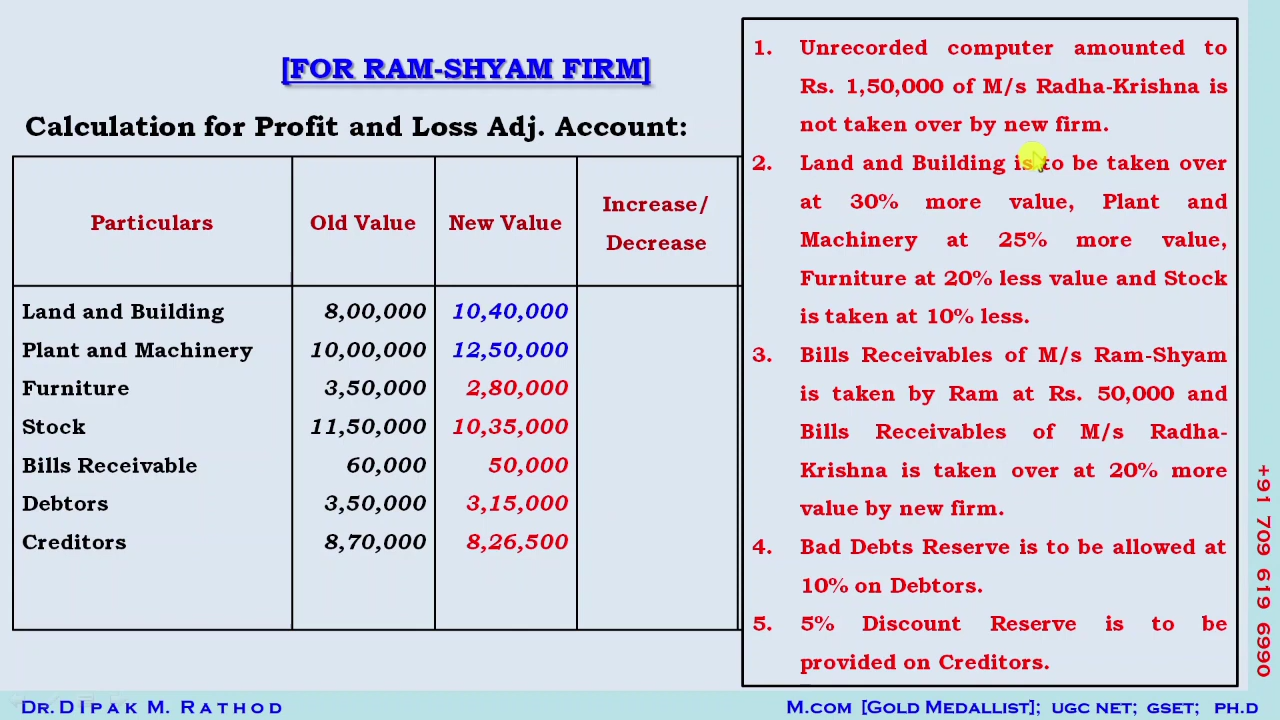 [FOR RAM-SHYAM FIRM]
Calculation for Profit and Loss Adj. Account:
Particulars Old Value New Value Increase/
Decrease
Land and Building 8,00,000 10,40,000
Plant and Machinery 10,00,000 12,50,000
Furniture 3,50,000 2,80,000
Stock 11,50,000 10,35,000
Bills Receivable 60,000 50,000
Debtors 3,50,000 3,15,000
Creditors 8,70,000 8,26,500
1. Unrecorded computer amounted to
Rs. 1,50,000 of M/s Radha-Krishna is
not taken over by new firm.
2. Land and Building is to be taken over
at 30% more value, Plant and
Machinery at 25% more value,
Furniture at 20% less value and Stock
is taken at 10% less.
3. Bills Receivables of M/s Ram-Shyam
is taken by Ram at Rs. 50,000 and
Bills Receivables of M/s Radha-
Krishna is taken over at 20% more
value by new firm.
4. Bad Debts Reserve is to be allowed at
10% on Debtors.
5. 5% Discount Reserve is to be
provided on Creditors.
+91 709 619 6990
DR. DIPAK M. RATHOD
M.COM [GOLD MEDALLIST]; UGC NET; GSET; PH.D